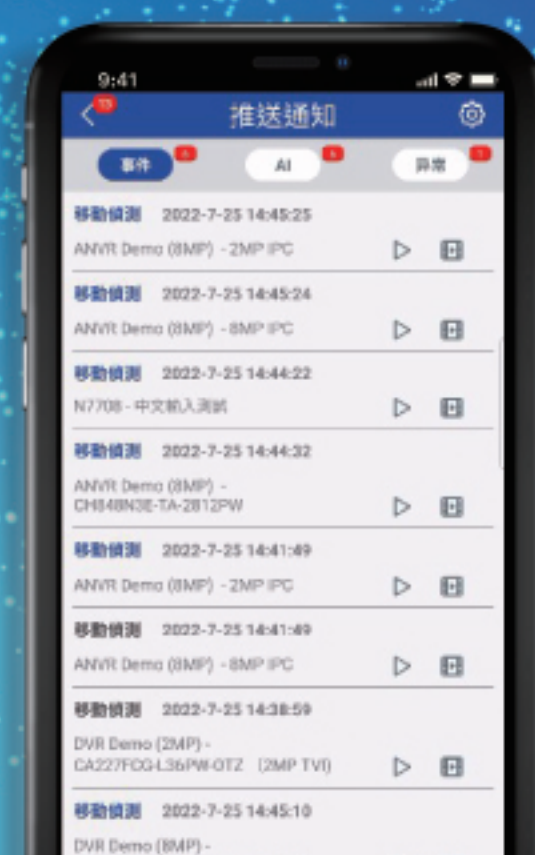 9:41
13
推送通知
事件
6
AI
6
異常
1
移動偵測 2022-7-25 14:45:25
ANVR Demo (8MP) - 2MP IPC
移動偵測 2022-7-25 14:45:24
ANVR Demo (8MP) - 8MP IPC
移動偵測 2022-7-25 14:44:22
N7708 - 中文輸入測試
移動偵測 2022-7-25 14:44:32
ANVR Demo (8MP) -
CH848N3E-TA-2812PW
移動偵測 2022-7-25 14:41:49
ANVR Demo (8MP) - 2MP IPC
移動偵測 2022-7-25 14:41:49
ANVR Demo (8MP) - 8MP IPC
移動偵測 2022-7-25 14:38:59
DVR Demo (2MP) -
CA227FCG-L36PW-OTZ (2MP TVI)
移動偵測 2022-7-25 14:45:10
DVR Demo (8MP) -